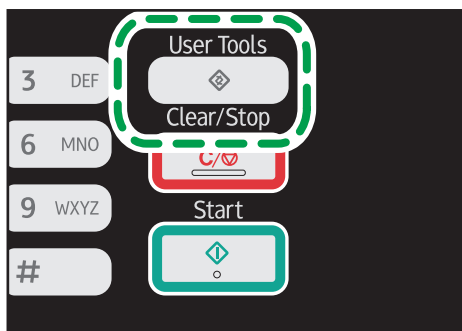 User Tools
3 DEF
Clear/Stop
6 MNO
C/
9 WXYZ
Start
#